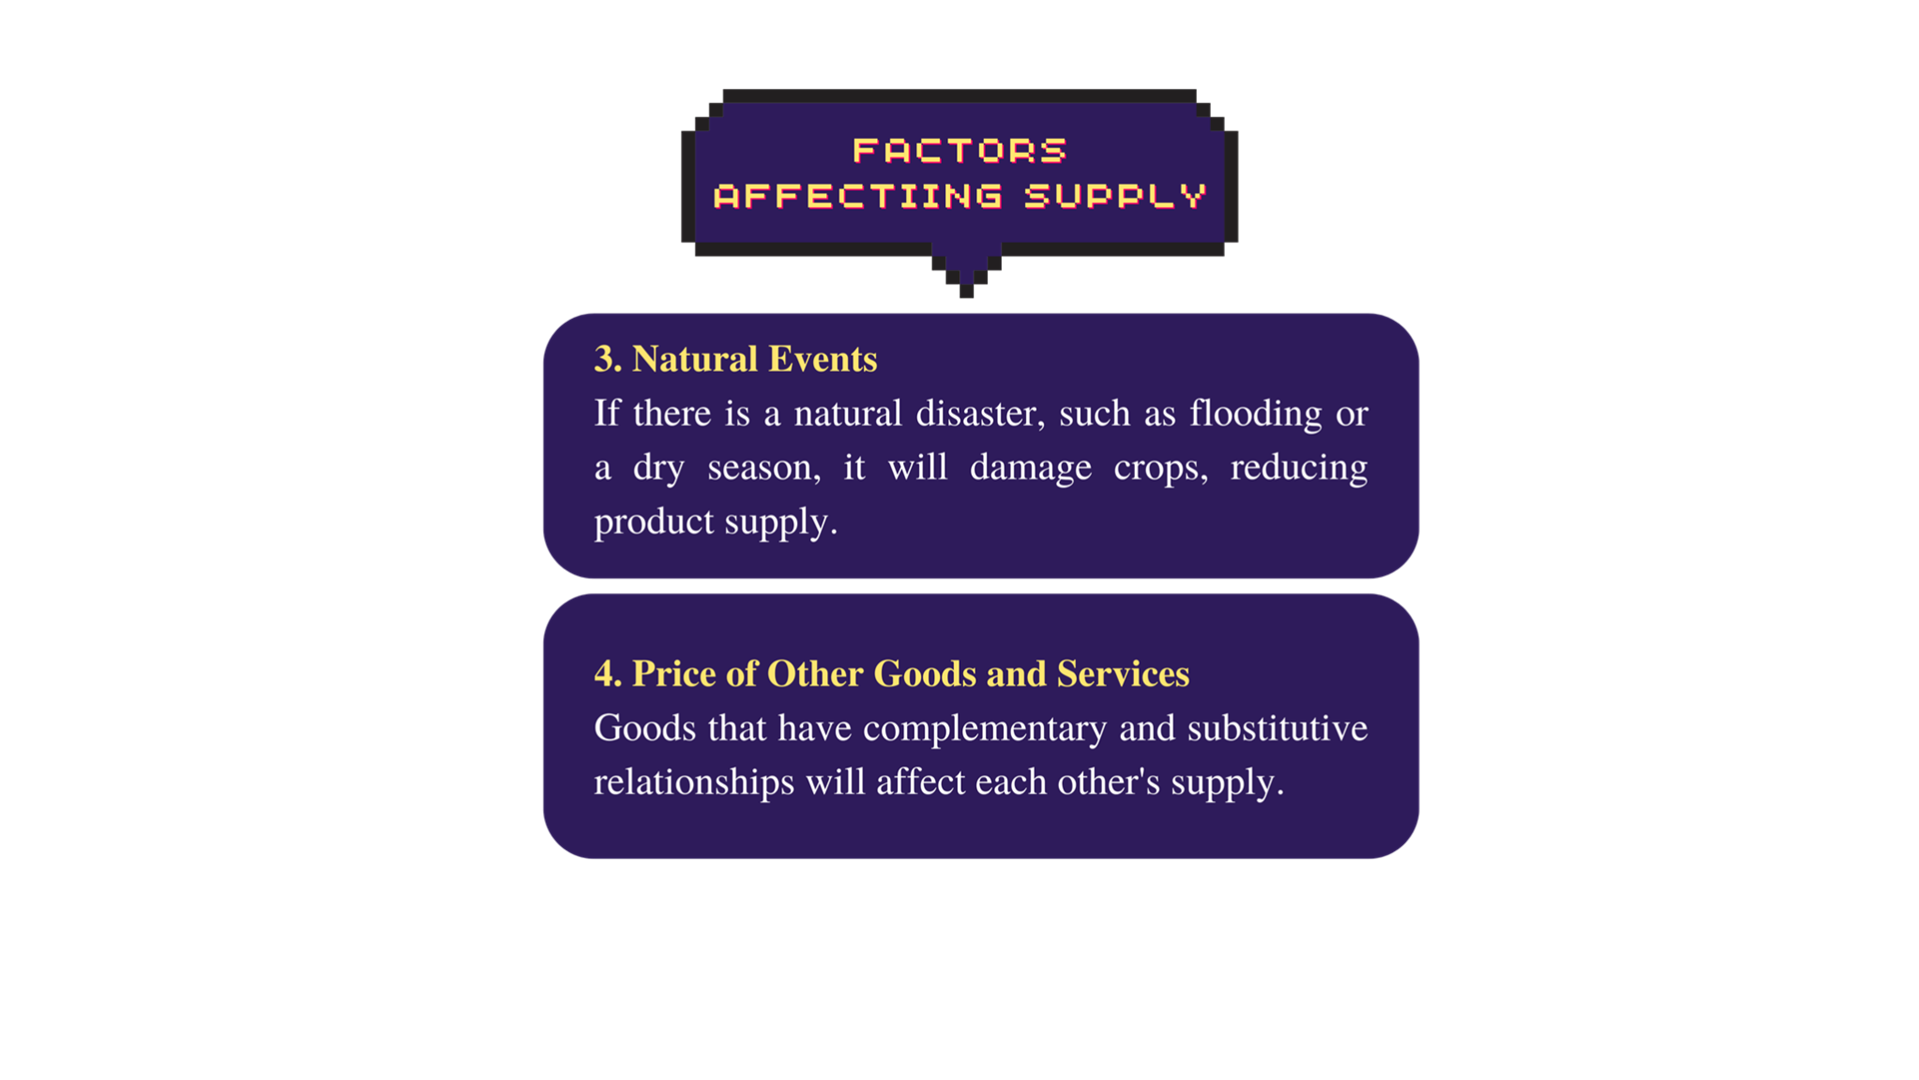 FACTORS
AFFECTIING SUPPLY
3. Natural Events
If there is a natural disaster, such as flooding or
a dry season, it will damage crops, reducing
product supply.
4. Price of Other Goods and Services
Goods that have complementary and substitutive
relationships will affect each other's supply.